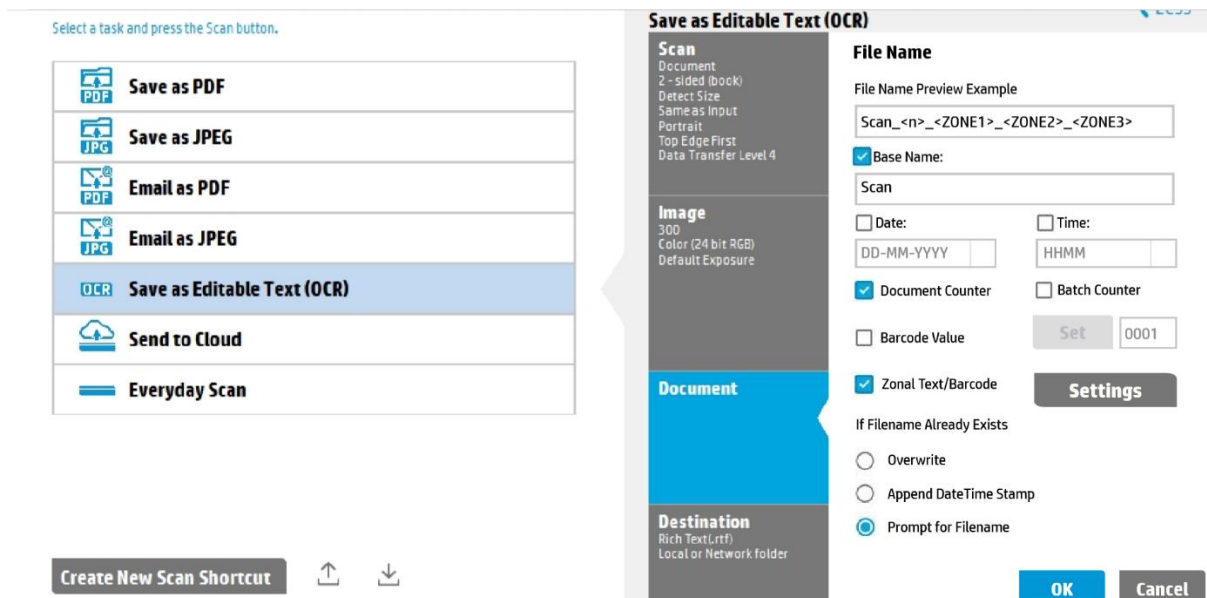 Select a task and press the Scan button.
PDF
Save as PDF
JPG
Save as JPEG
@
PDF
Email as PDF
@
JPG
Email as JPEG
OCR
Save as Editable Text (OCR)
Send to Cloud
Everyday Scan
Create New Scan Shortcut
Save as Editable Text (OCR)
Scan
Document
2 - sided (book)
Detect Size
Same as Input
Portrait
Top Edge First
Data Transfer Level 4
Image
300
Color (24 bit RGB)
Default Exposure
Document
Destination
Rich Text(.rtf)
Local or Network folder
File Name
File Name Preview Example
Scan_<n>_<ZONE1>_<ZONE2>_<ZONE3>
Base Name:
Scan
Date:
Time:
DD-MM-YYYY
HHMM
Document Counter
Batch Counter
Barcode Value
Set
0001
Zonal Text/Barcode
Settings
If Filename Already Exists
Overwrite
Append DateTime Stamp
Prompt for Filename
OK
Cancel